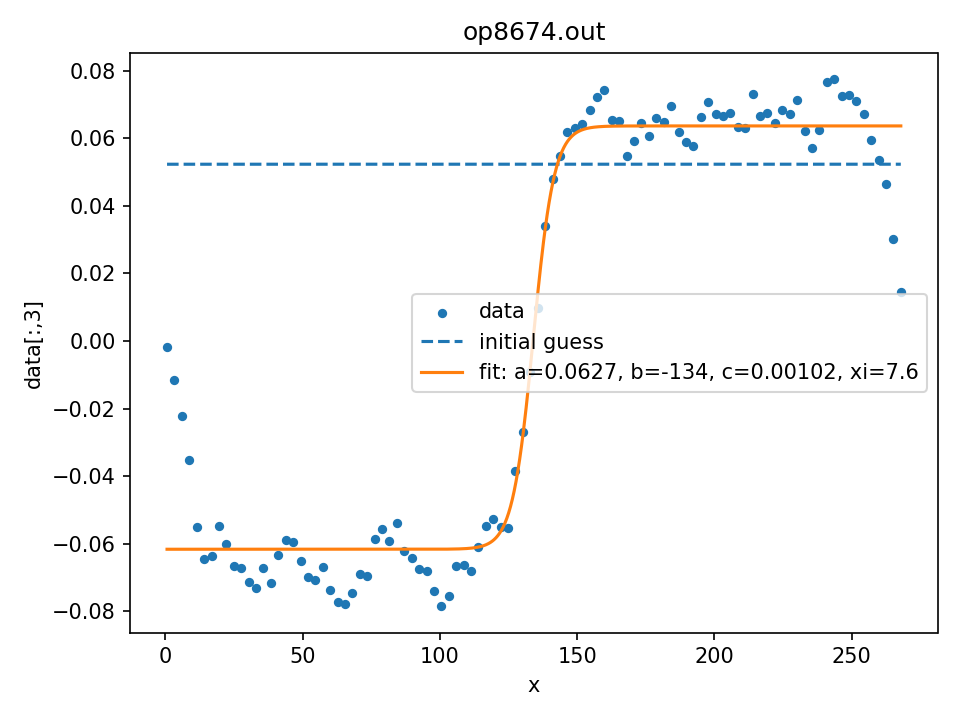 op8674.out
0.08
0.06
0.04
0.02
0.00
−0.02
−0.04
−0.06
−0.08
data[:,3]
data
initial guess
fit: a=0.0627, b=-134, c=0.00102, xi=7.6
0 50 100 150 200 250
x